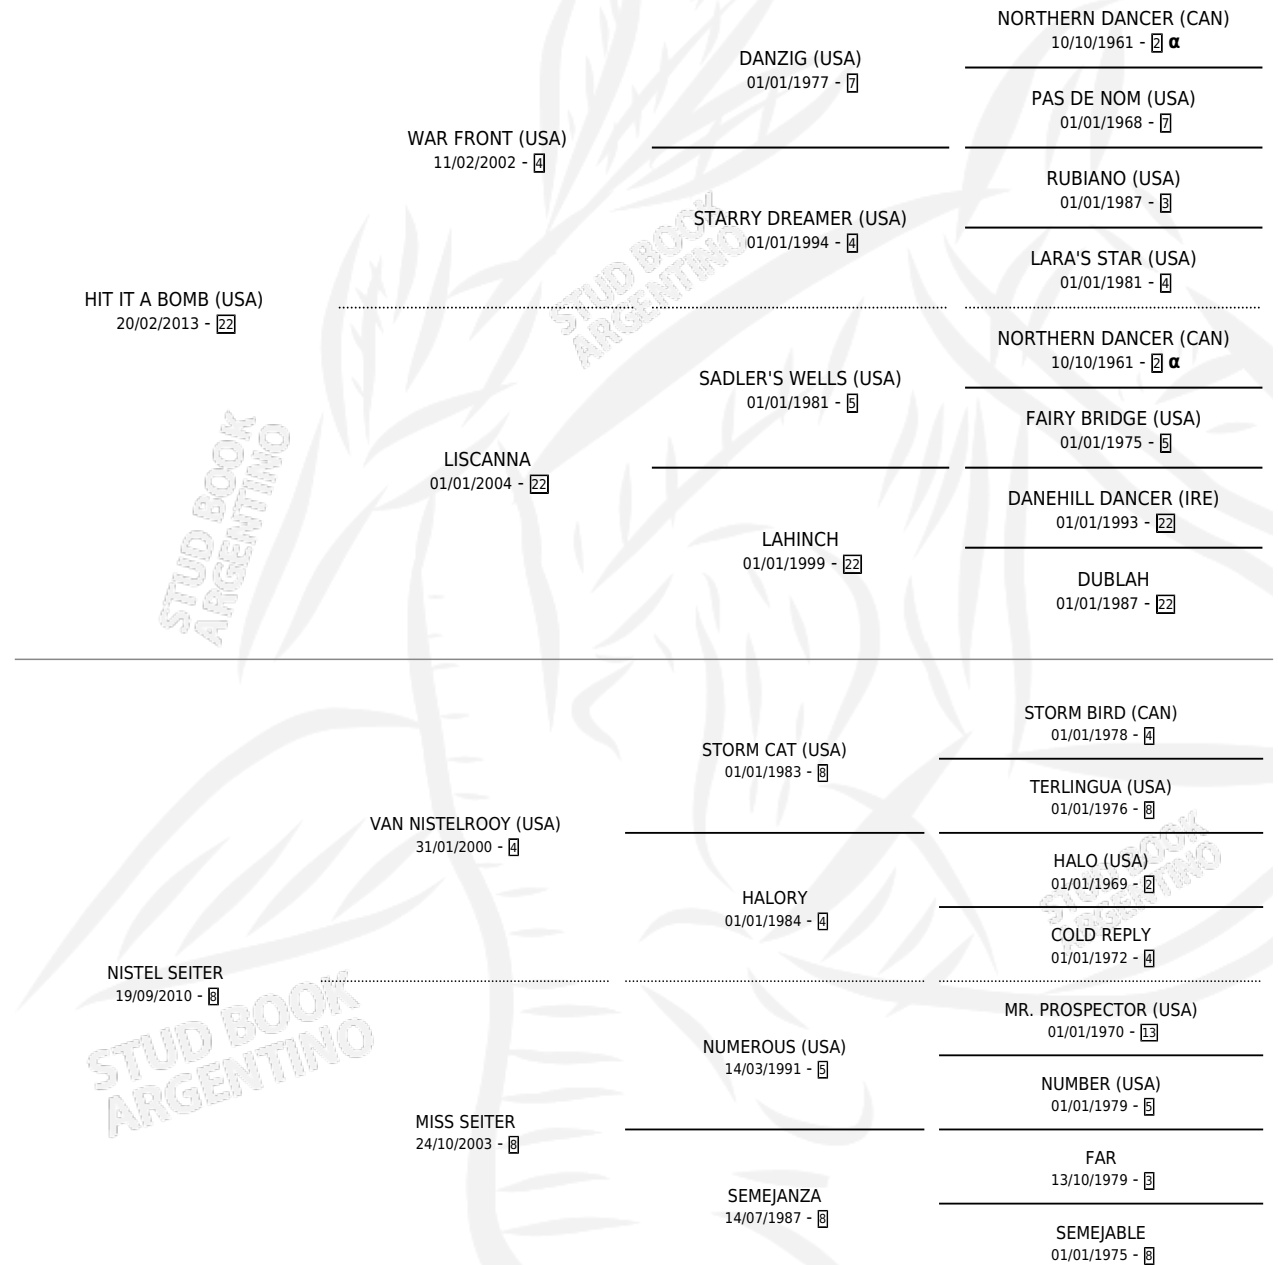 NORTHERN DANCER (CAN)
10/10/1961 - 2 α
DANZIG (USA)
01/01/1977 - 7
PAS DE NOM (USA)
01/01/1968 - 7
WAR FRONT (USA)
11/02/2002 - 4
RUBIANO (USA)
01/01/1987 - 3
STARRY DREAMER (USA)
01/01/1994 - 4
LARA'S STAR (USA)
01/01/1981 - 4
HIT IT A BOMB (USA)
20/02/2013 - 22
NORTHERN DANCER (CAN)
10/10/1961 - 2 α
SADLER'S WELLS (USA)
01/01/1981 - 5
FAIRY BRIDGE (USA)
01/01/1975 - 5
LISCANNA
01/01/2004 - 22
DANEHILL DANCER (IRE)
01/01/1993 - 22
LAHINCH
01/01/1999 - 22
DUBLAH
01/01/1987 - 22
STORM BIRD (CAN)
01/01/1978 - 4
STORM CAT (USA)
01/01/1983 - 8
TERLINGUA (USA)
01/01/1976 - 8
VAN NISTELROOY (USA)
31/01/2000 - 4
HALO (USA)
01/01/1969 - 2
HALORY
01/01/1984 - 4
COLD REPLY
01/01/1972 - 4
NISTEL SEITER
19/09/2010 - 8
MR. PROSPECTOR (USA)
01/01/1970 - 13
NUMEROUS (USA)
14/03/1991 - 5
NUMBER (USA)
01/01/1979 - 5
MISS SEITER
24/10/2003 - 8
FAR
13/10/1979 - 3
SEMEJANZA
14/07/1987 - 8
SEMEJABLE
01/01/1975 - 8
STUD BOOK
ARGENTINO
STUD BOOK
ARGENTINO
STUD BOOK
ARGENTINO
STUD BOOK
ARGENTINO